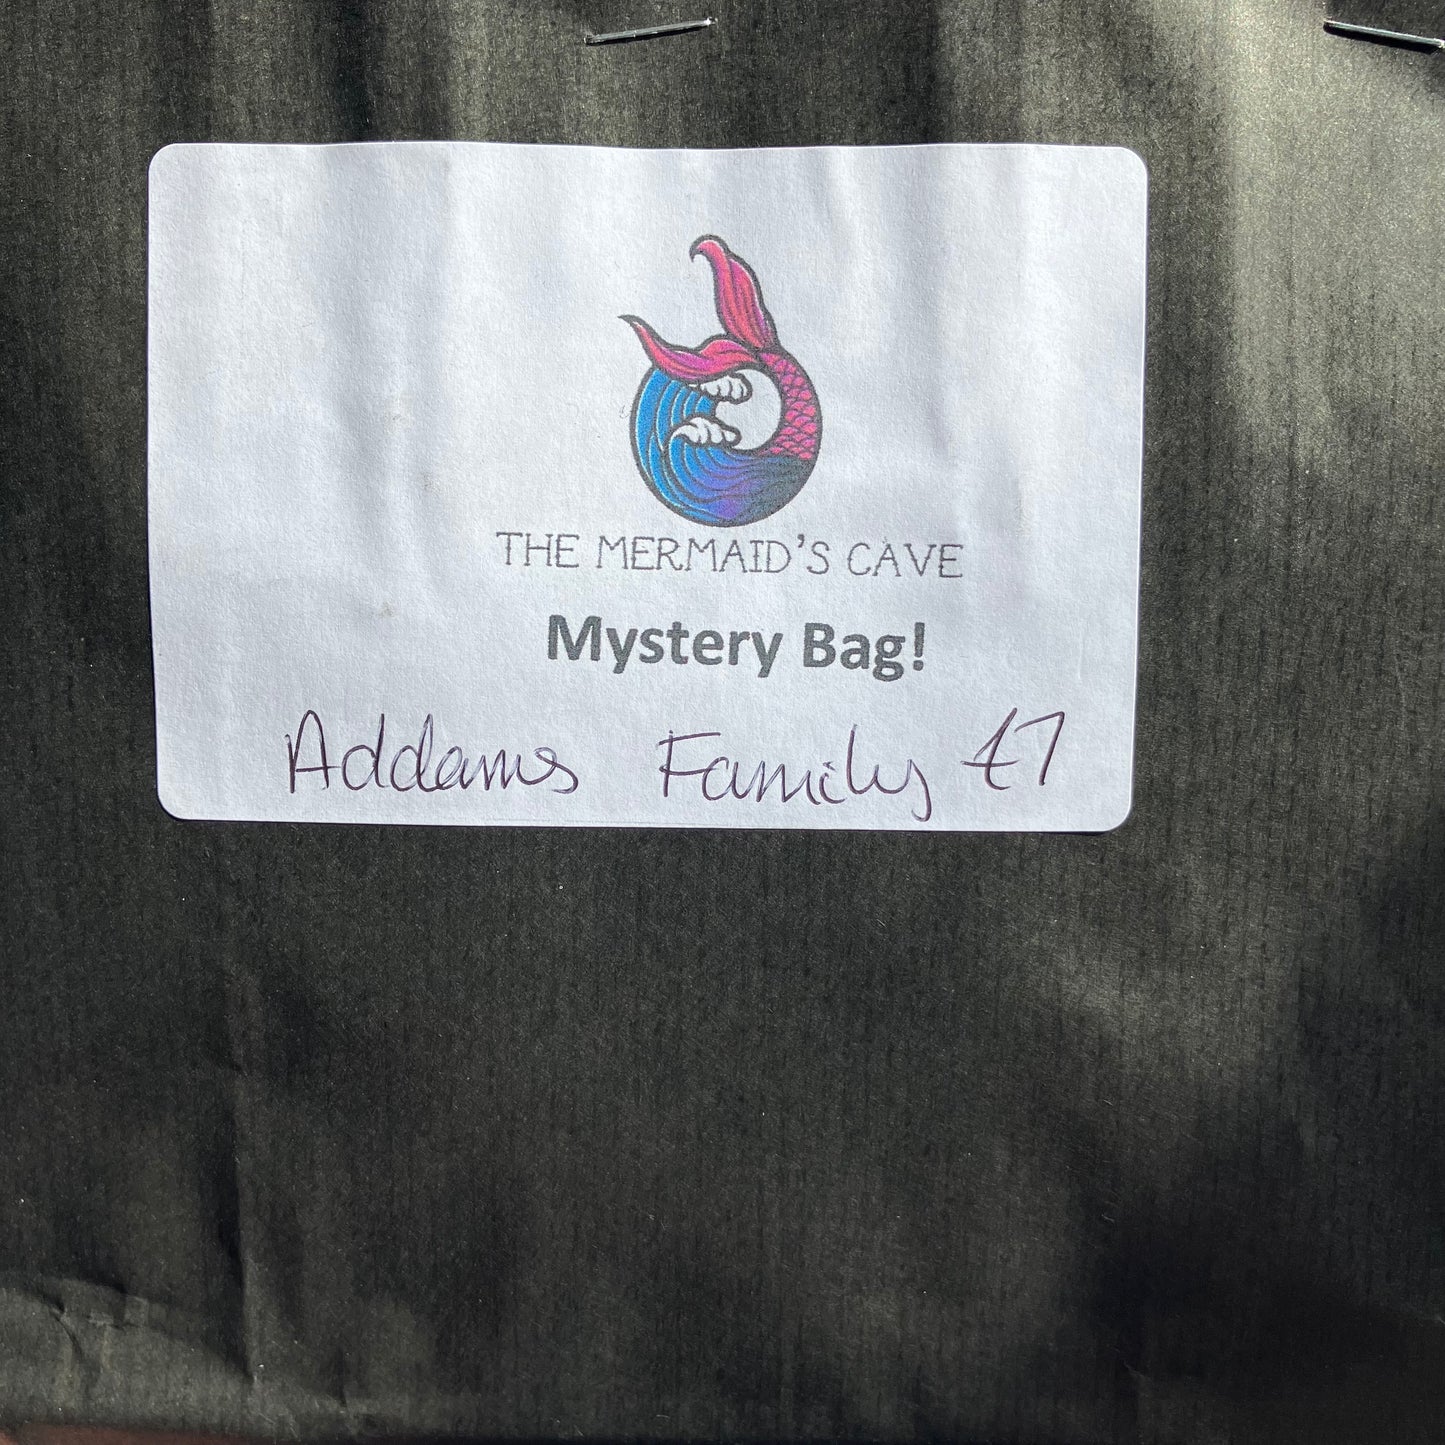 THE MERMAID'S CAVE
Mystery Bag!
Addams Family £7